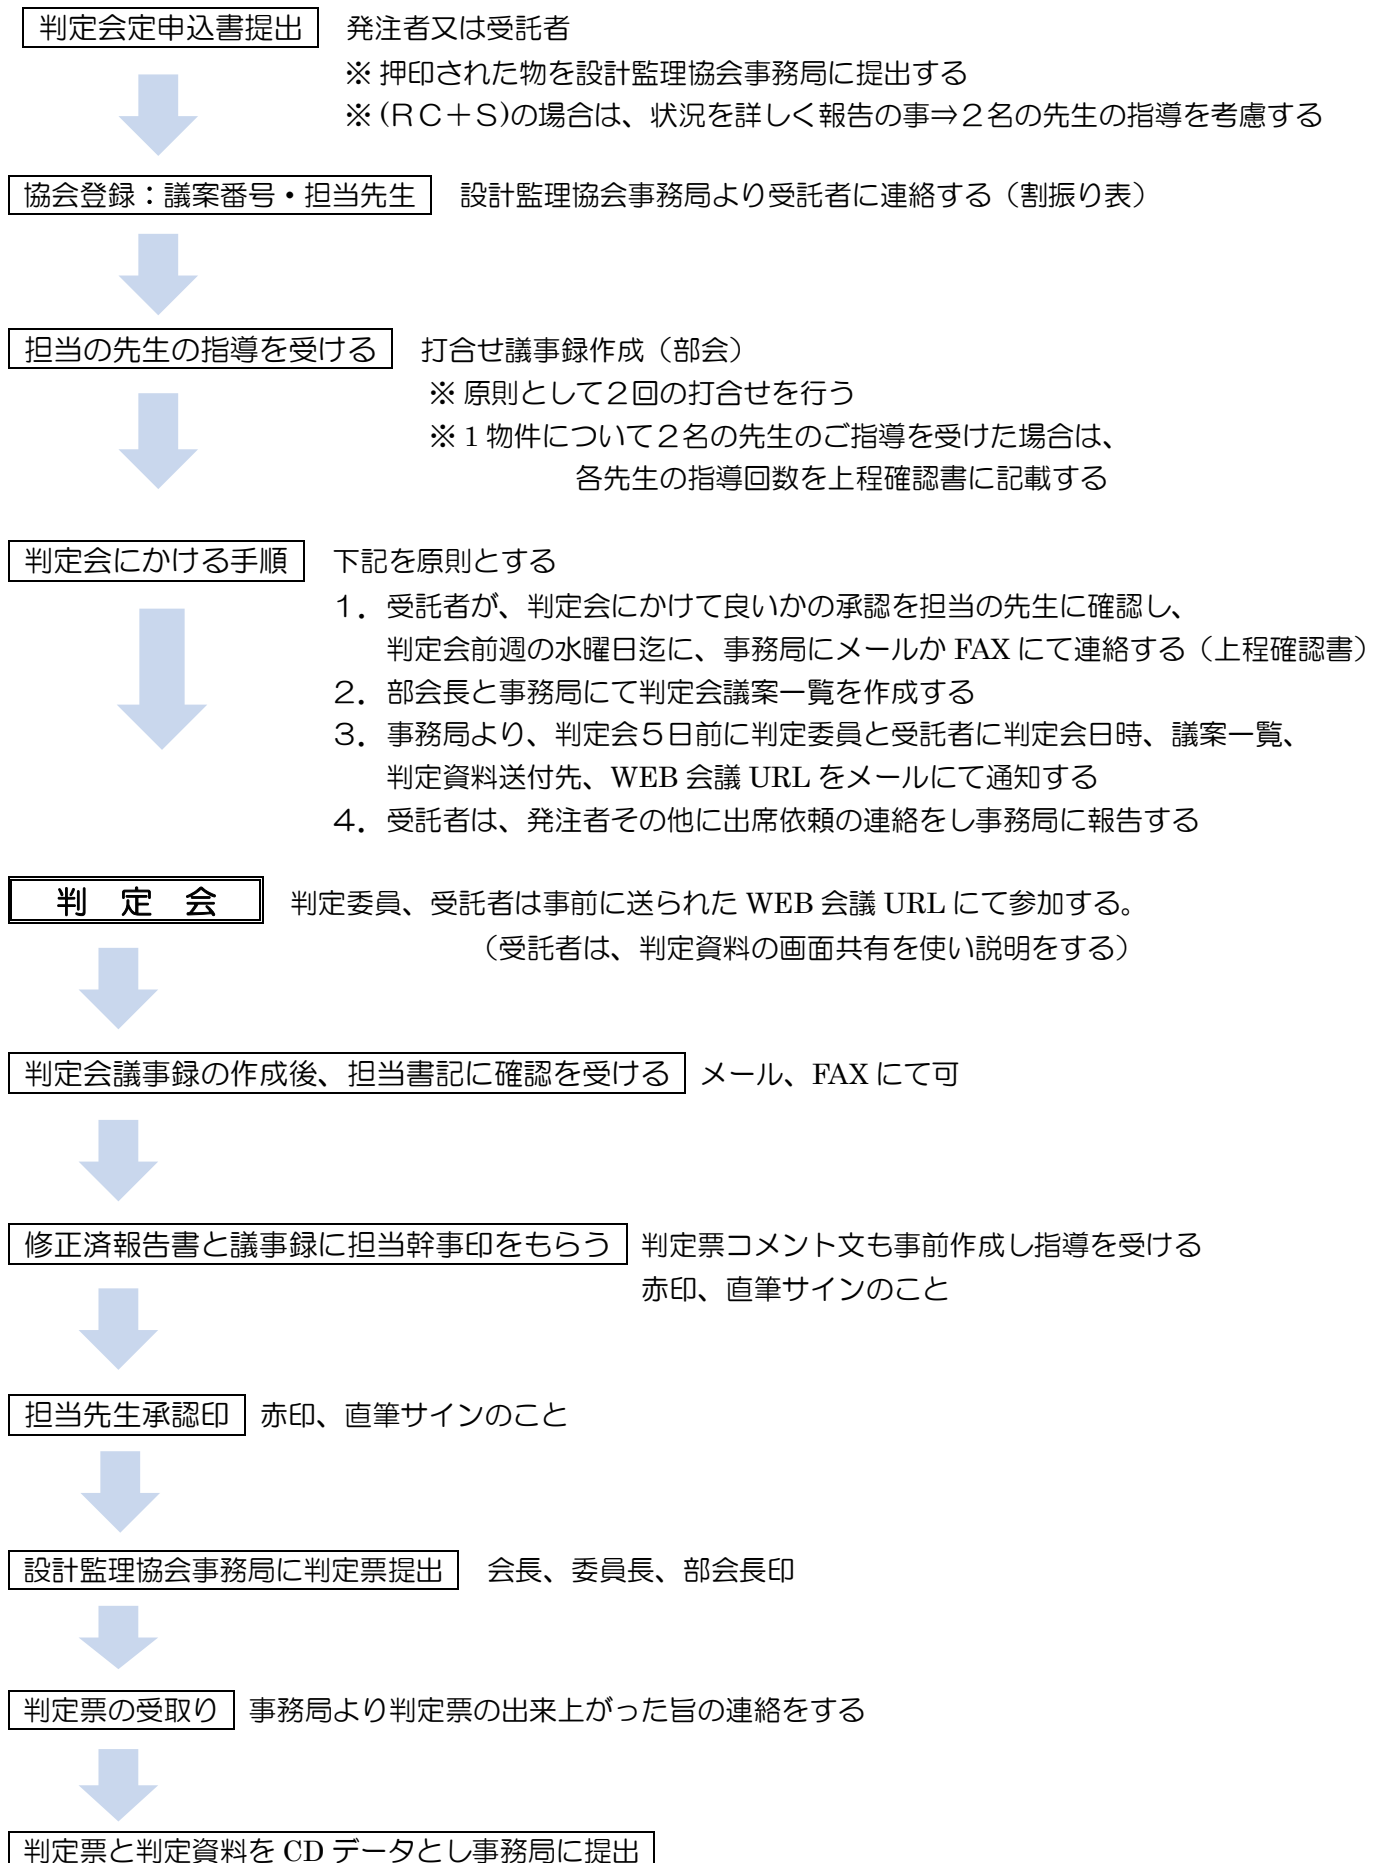 判定会定申込書提出　発注者又は受託者
※押印された物を設計監理協会事務局に提出する
※(ＲＣ＋Ｓ)の場合は、状況を詳しく報告の事⇒２名の先生の指導を考慮する
協会登録：議案番号・担当先生　設計監理協会事務局より受託者に連絡する（割振り表）
担当の先生の指導を受ける　打合せ議事録作成（部会）
※原則として２回の打合せを行う
※1 物件について２名の先生のご指導を受けた場合は、
各先生の指導回数を上程確認書に記載する
判定会にかける手順　下記を原則とする
１．受託者が、判定会にかけて良いかの承認を担当の先生に確認し、
判定会前週の水曜日迄に、事務局にメールか FAX にて連絡する（上程確認書）
２．部会長と事務局にて判定会議案一覧を作成する
３．事務局より、判定会５日前に判定委員と受託者に判定会日時、議案一覧、
判定資料送付先、WEB 会議 URL をメールにて通知する
４．受託者は、発注者その他に出席依頼の連絡をし事務局に報告する
判　定　会　判定委員、受託者は事前に送られた WEB 会議 URL にて参加する。
（受託者は、判定資料の画面共有を使い説明をする）
判定会議事録の作成後、担当書記に確認を受ける　メール、FAX にて可
修正済報告書と議事録に担当幹事印をもらう　判定票コメント文も事前作成し指導を受ける
赤印、直筆サインのこと
担当先生承認印　赤印、直筆サインのこと
設計監理協会事務局に判定票提出　会長、委員長、部会長印
判定票の受取り　事務局より判定票の出来上がった旨の連絡をする
判定票と判定資料を CD データとし事務局に提出